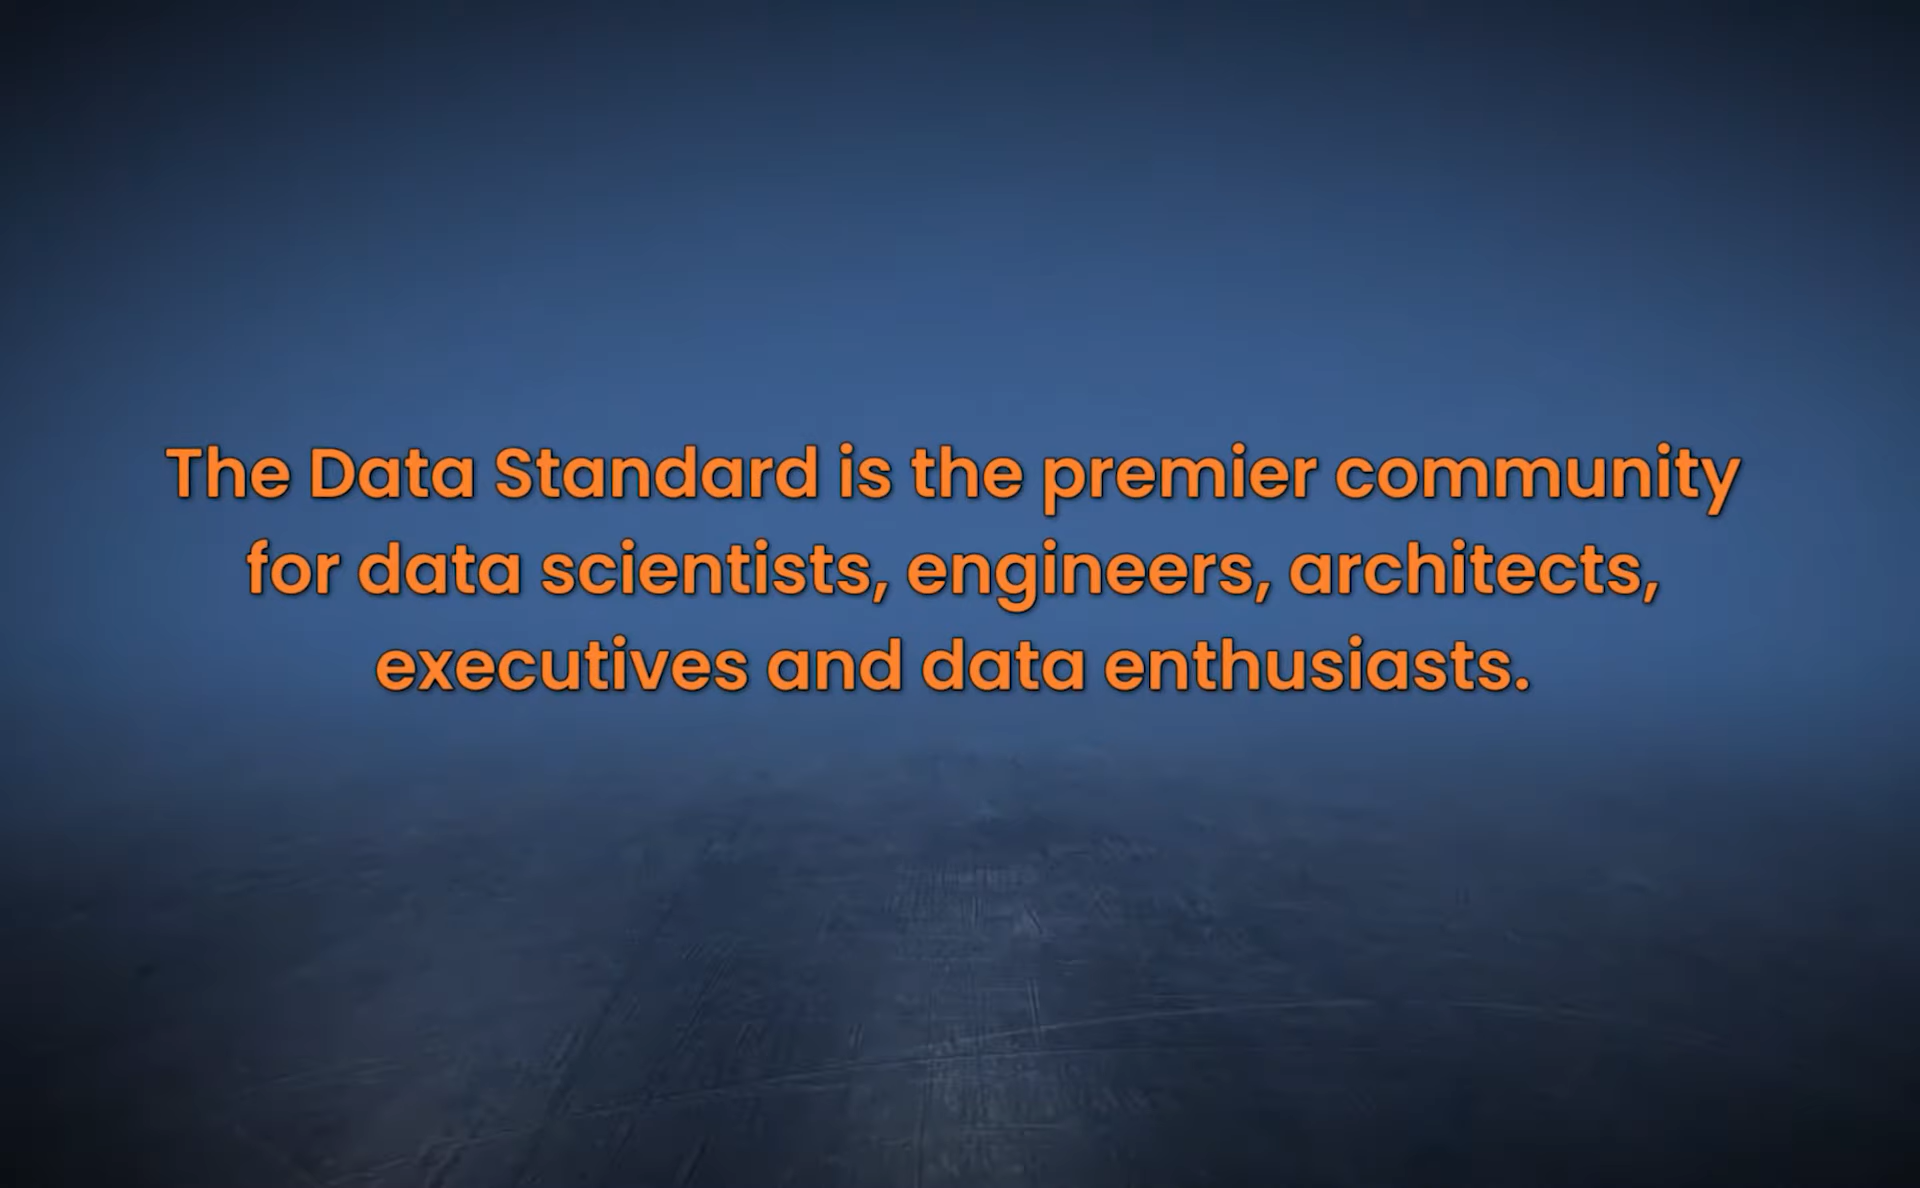 The Data Standard is the premier community
for data scientists, engineers, architects,
executives and data enthusiasts.